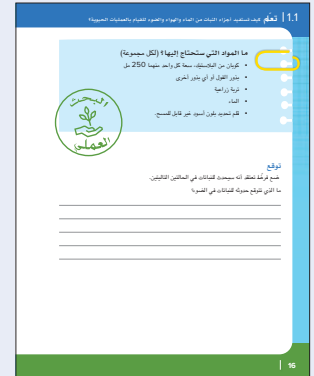 1.1 | تعلّم كيف تستفيد أجزاء النبات من الماء والهواء والضوء للقيام بالعمليات الحيوية؟
ما المواد التي ستحتاج إليها؟ (لكل مجموعة)
• كوبان من البلاستيك، سعة كل واحد منهما 250 مل
• بذور الفول أو أي بذور أخرى
• تربة زراعية
• الماء
• قلم تحديد بلون أسود غير قابل للمسح.
البحث
العملي
توقع
ضع فرضًا تعتقد أنه سيحدث للنباتات في الحالتين التاليتين.
ما الذي تتوقع حدوثه للنباتات في الضوء؟
16